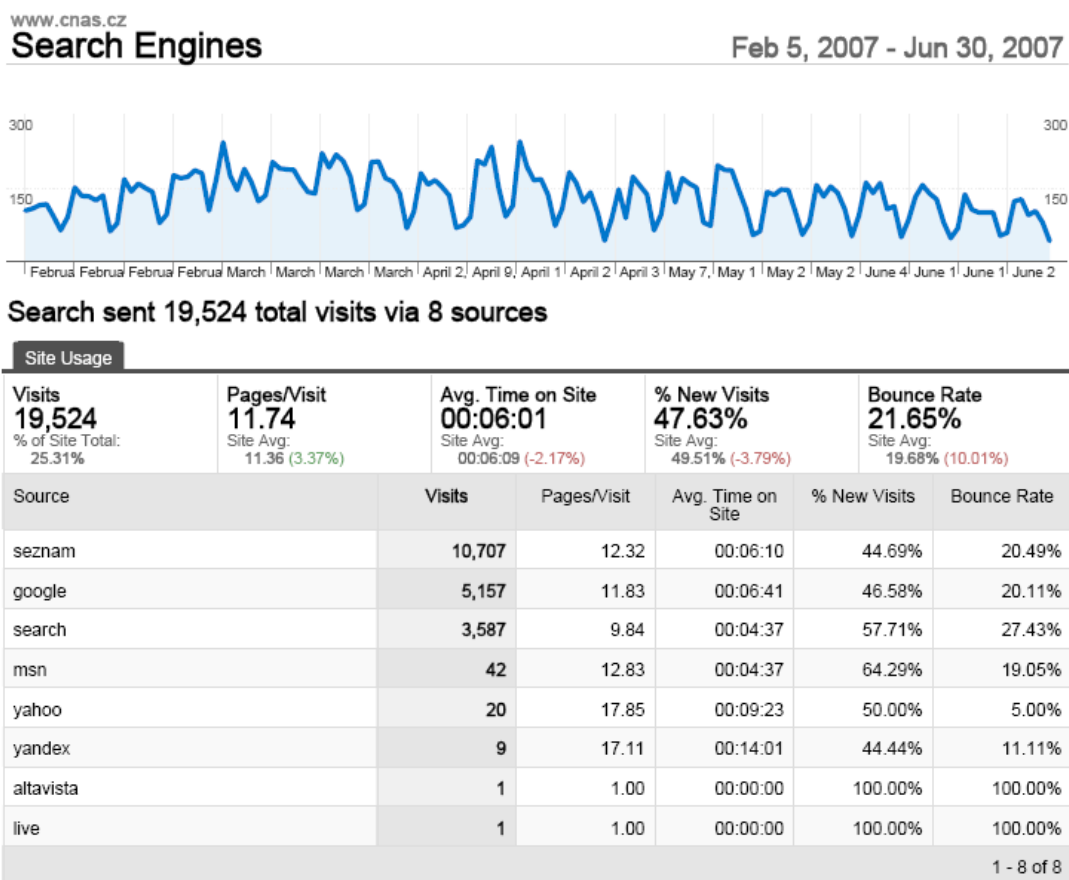 www.cnas.cz
Search Engines
Feb 5, 2007 - Jun 30, 2007
300 300
150 150
Februa Februa Februa Februa March March March March April 2, April 9, April 1 April 2 April 3 May 7, May 1 May 2 May 2 June 4 June 1 June 1 June 2
Search sent 19,524 total visits via 8 sources
Site Usage
Visits Pages/Visit Avg. Time on Site % New Visits Bounce Rate
19,524 11.74 00:06:01 47.63% 21.65%
% of Site Total: Site Avg: Site Avg: Site Avg: Site Avg:
25.31% 11.36 (3.37%) 00:06:09 (-2.17%) 49.51% (-3.79%) 19.68% (10.01%)
Source Visits Pages/Visit Avg. Time on Site % New Visits Bounce Rate
seznam 10,707 12.32 00:06:10 44.69% 20.49%
google 5,157 11.83 00:06:41 46.58% 20.11%
search 3,587 9.84 00:04:37 57.71% 27.43%
msn 42 12.83 00:04:37 64.29% 19.05%
yahoo 20 17.85 00:09:23 50.00% 5.00%
yandex 9 17.11 00:14:01 44.44% 11.11%
altavista 1 1.00 00:00:00 100.00% 100.00%
live 1 1.00 00:00:00 100.00% 100.00%
1 - 8 of 8